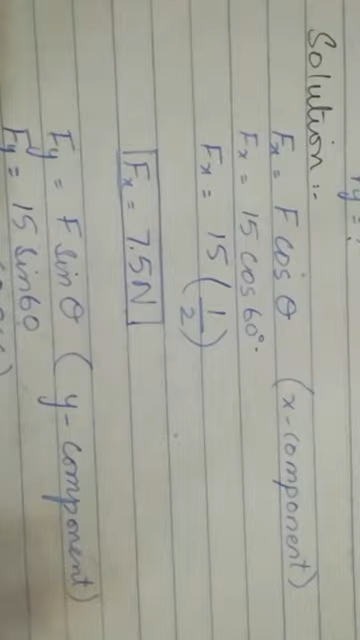 Fy = ?
Solution :-
Fx = F cos θ (x-component)
Fx = 15 cos 60°.
Fx = 15 (1/2)
Fx = 7.5N
Fy = F sin θ (y-component)
Fy = 15 sin 60